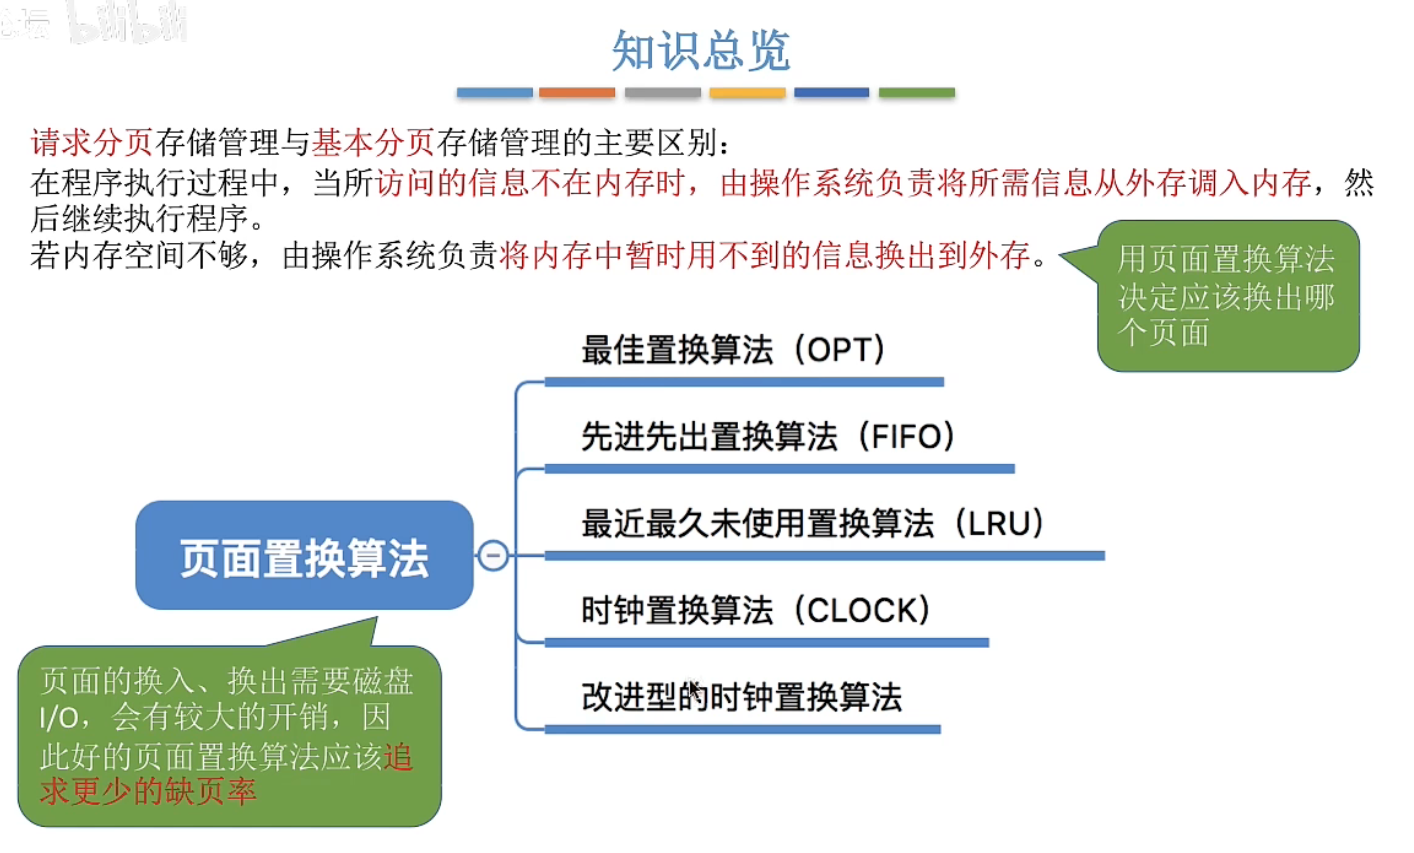 坛 bilibili
知识总览
请求分页存储管理与基本分页存储管理的主要区别：
在程序执行过程中，当所访问的信息不在内存时，由操作系统负责将所需信息从外存调入内存，然
后继续执行程序。
若内存空间不够，由操作系统负责将内存中暂时用不到的信息换出到外存。
用页面置换算法
决定应该换出哪
个页面
最佳置换算法（OPT）
先进先出置换算法（FIFO）
最近最久未使用置换算法（LRU）
页面置换算法
时钟置换算法（CLOCK）
改进型的时钟置换算法
页面的换入、换出需要磁盘
I/O，会有较大的开销，因
此好的页面置换算法应该追
求更少的缺页率